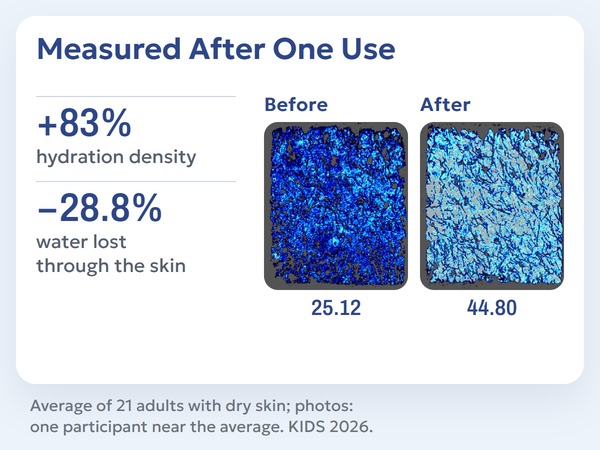 Measured After One Use
+83%
hydration density
−28.8%
water lost
through the skin
Before
After
25.12
44.80
Average of 21 adults with dry skin; photos:
one participant near the average. KIDS 2026.